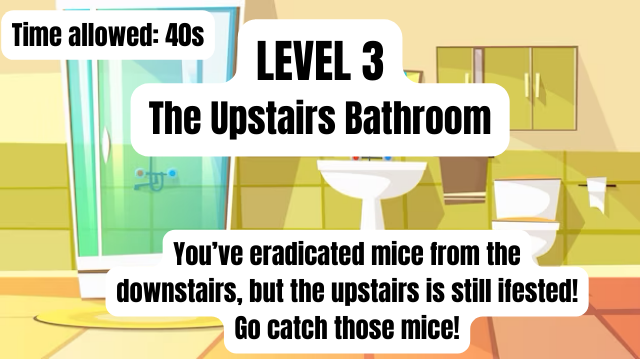 Time allowed: 40s
LEVEL 3
The Upstairs Bathroom
You've eradicated mice from the
downstairs, but the upstairs is still ifested!
Go catch those mice!